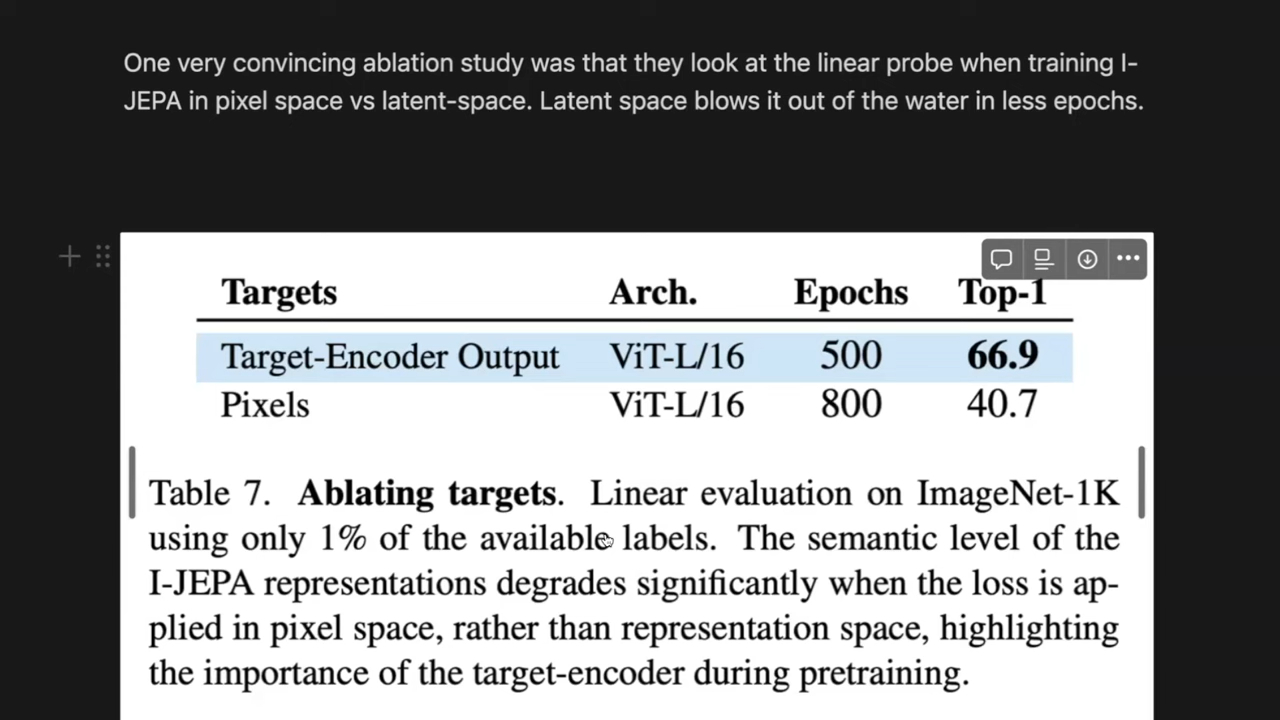 One very convincing ablation study was that they look at the linear probe when training I-
JEPA in pixel space vs latent-space. Latent space blows it out of the water in less epochs.
Targets Arch. Epochs Top-1
Target-Encoder Output ViT-L/16 500 66.9
Pixels ViT-L/16 800 40.7
Table 7. Ablating targets. Linear evaluation on ImageNet-1K
using only 1% of the available labels. The semantic level of the
I-JEPA representations degrades significantly when the loss is ap-
plied in pixel space, rather than representation space, highlighting
the importance of the target-encoder during pretraining.